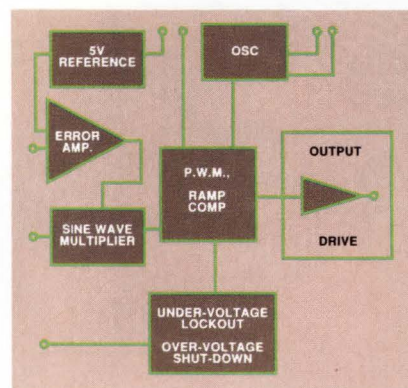 5V
REFERENCE
OSC
ERROR
AMP.
P.W.M.,
RAMP
COMP
OUTPUT
DRIVE
SINE WAVE
MULTIPLIER
UNDER-VOLTAGE
LOCKOUT
OVER-VOLTAGE
SHUT-DOWN